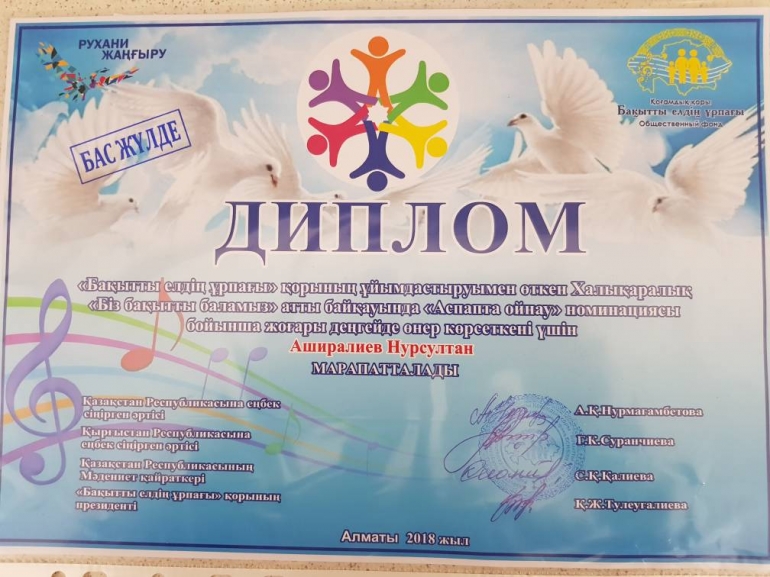 РУХАНИ
ЖАҢҒЫРУ
Қоғамдық қоры
Бақытты елдің ұрпағы
Общественный фонд
БАС ЖҮЛДЕ
ДИПЛОМ
«Бақытты елдің ұрпағы» қорының ұйымдастыруымен өткен Халықаралық
«Біз бақытты баламыз» атты байқауында «Аспапта ойнау» номинациясы
бойынша жоғары деңгейде өнер көрсеткені үшін
Аширалиев Нурсултан
МАРАПАТТАЛАДЫ
Қазақстан Республикасына еңбек
сіңірген әртісі
А.Қ.Нурмагамбетова
Қырғыстан Республикасына
еңбек сіңірген әртісі
Г.К.Суранчиева
Қазақстан Республикасының
Мәдениет қайраткері
С.Қ.Қалиева
«Бақытты елдің ұрпағы» қорының
президенті
Қ.Ж.Тулеугалиева
Алматы 2018 жыл